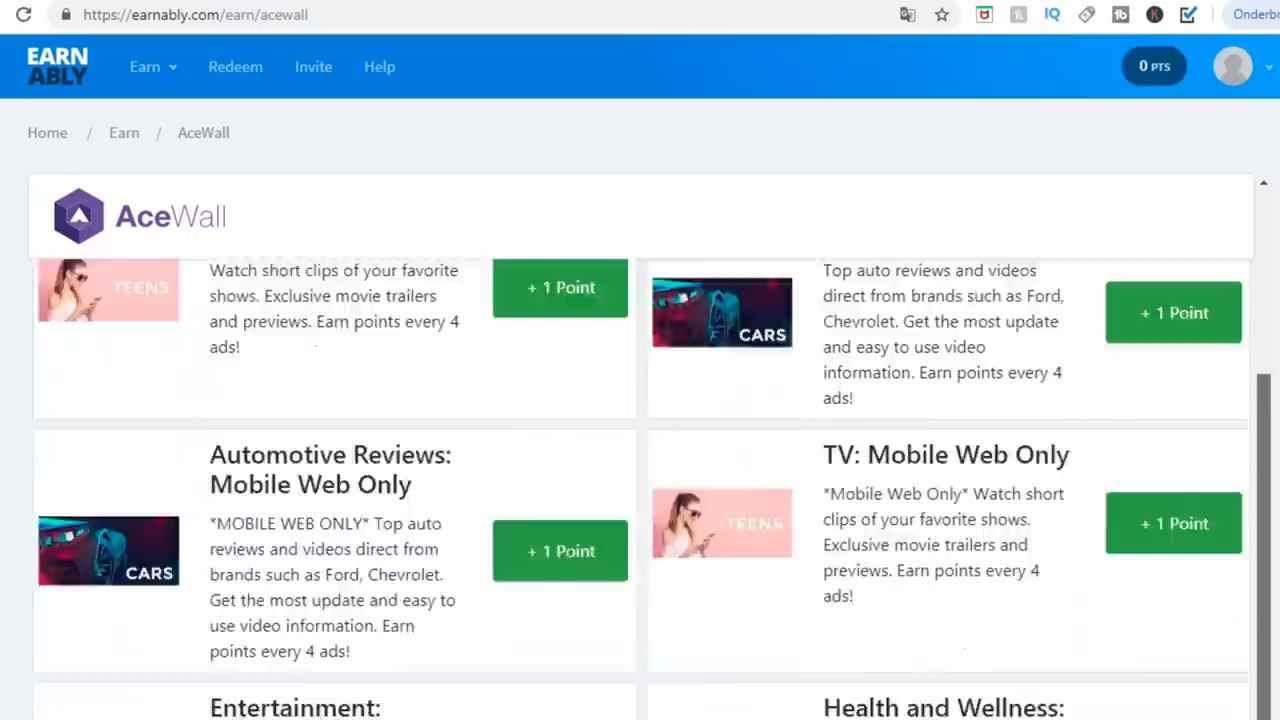 https://earnably.com/earn/acewall
Onderbr
EARN
ABLY
Earn
Redeem
Invite
Help
0 PTS
Home / Earn / AceWall
AceWall
TEENS
Watch short clips of your favorite
shows. Exclusive movie trailers
and previews. Earn points every 4
ads!
+ 1 Point
CARS
Top auto reviews and videos
direct from brands such as Ford,
Chevrolet. Get the most update
and easy to use video
information. Earn points every 4
ads!
+ 1 Point
CARS
Automotive Reviews:
Mobile Web Only
*MOBILE WEB ONLY* Top auto
reviews and videos direct from
brands such as Ford, Chevrolet.
Get the most update and easy to
use video information. Earn
points every 4 ads!
+ 1 Point
TEENS
TV: Mobile Web Only
*Mobile Web Only* Watch short
clips of your favorite shows.
Exclusive movie trailers and
previews. Earn points every 4
ads!
+ 1 Point
Entertainment:
Health and Wellness: